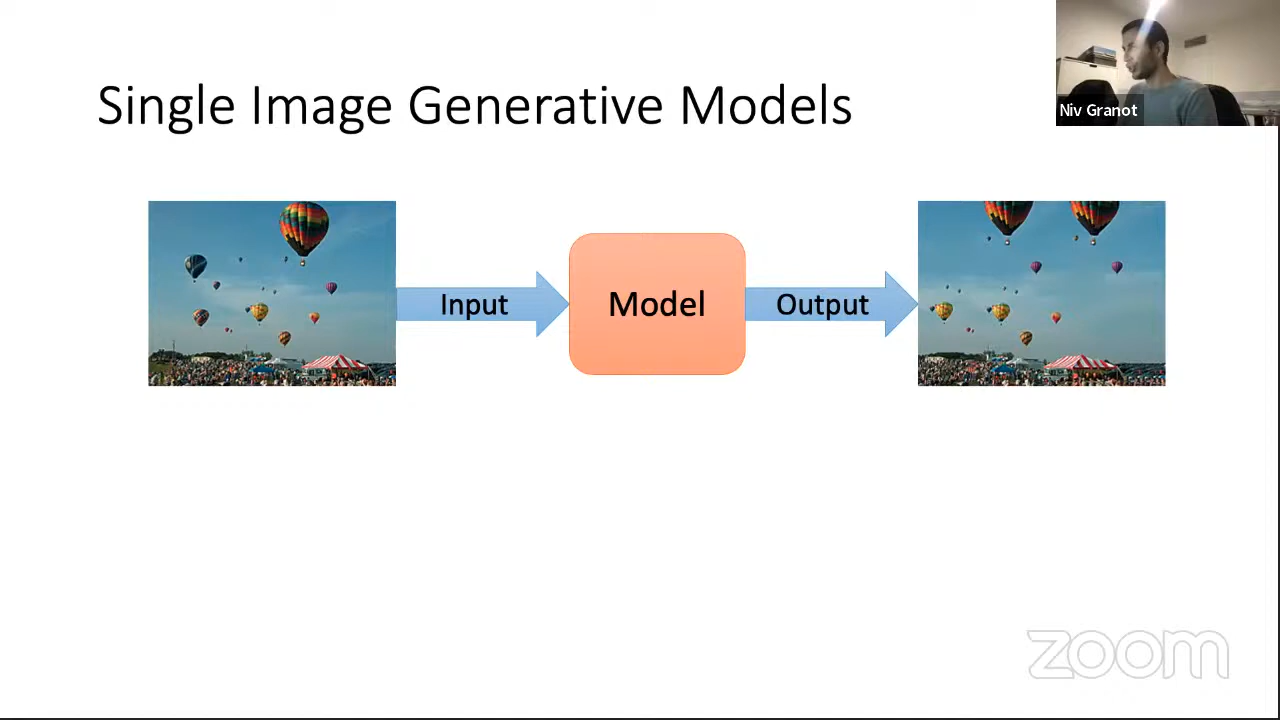 Single Image Generative Models
Niv Granot
Input
Model
Output
zoom